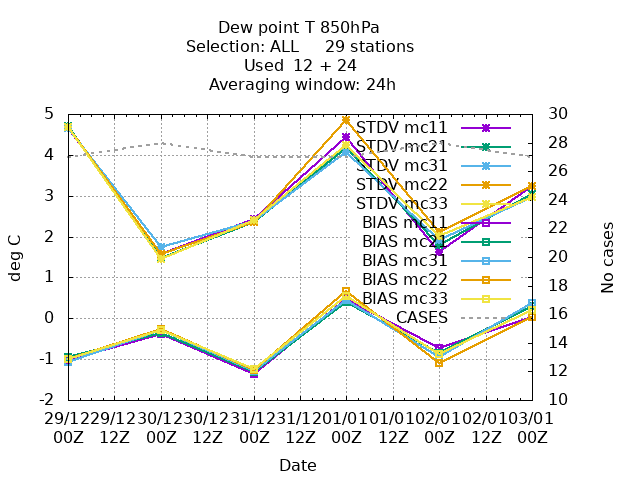 Dew point T 850hPa
Selection: ALL     29 stations
Used  12 + 24
Averaging window: 24h
5
4
3
2
1
0
-1
-2
deg C
30
28
26
24
22
20
18
16
14
12
10
No cases
STDV mc11
STDV mc21
STDV mc31
STDV mc22
STDV mc33
BIAS mc11
BIAS mc21
BIAS mc31
BIAS mc22
BIAS mc33
CASES
29/12 29/12 30/12 30/12 31/12 31/12 01/01 01/01 02/01 02/01 03/01
00Z 12Z 00Z 12Z 00Z 12Z 00Z 12Z 00Z 12Z 00Z
Date